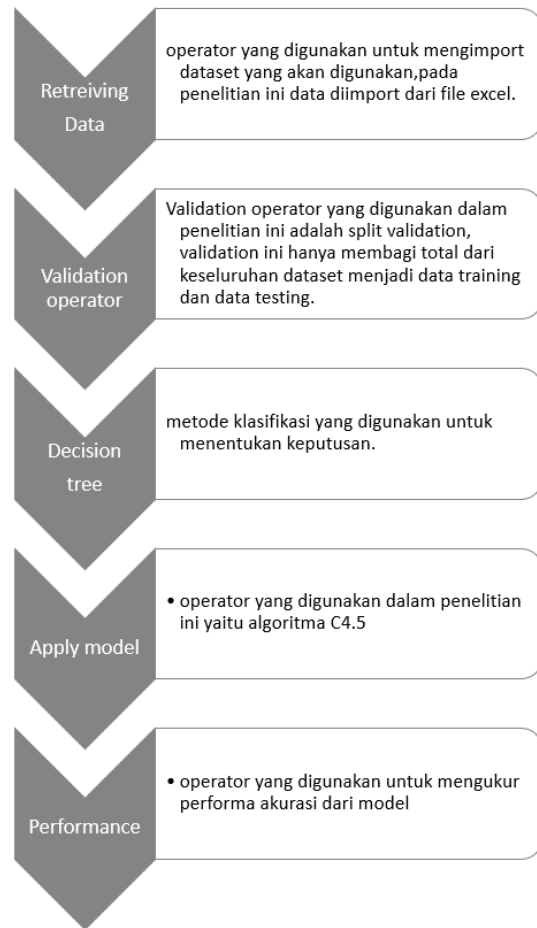 Retreiving
Data
operator yang digunakan untuk mengimport
dataset yang akan digunakan,pada
penelitian ini data diimport dari file excel.
Validation
operator
Validation operator yang digunakan dalam
penelitian ini adalah split validation,
validation ini hanya membagi total dari
keseluruhan dataset menjadi data training
dan data testing.
Decision
tree
metode klasifikasi yang digunakan untuk
menentukan keputusan.
Apply model
• operator yang digunakan dalam penelitian
ini yaitu algoritma C4.5
Performance
• operator yang digunakan untuk mengukur
performa akurasi dari model